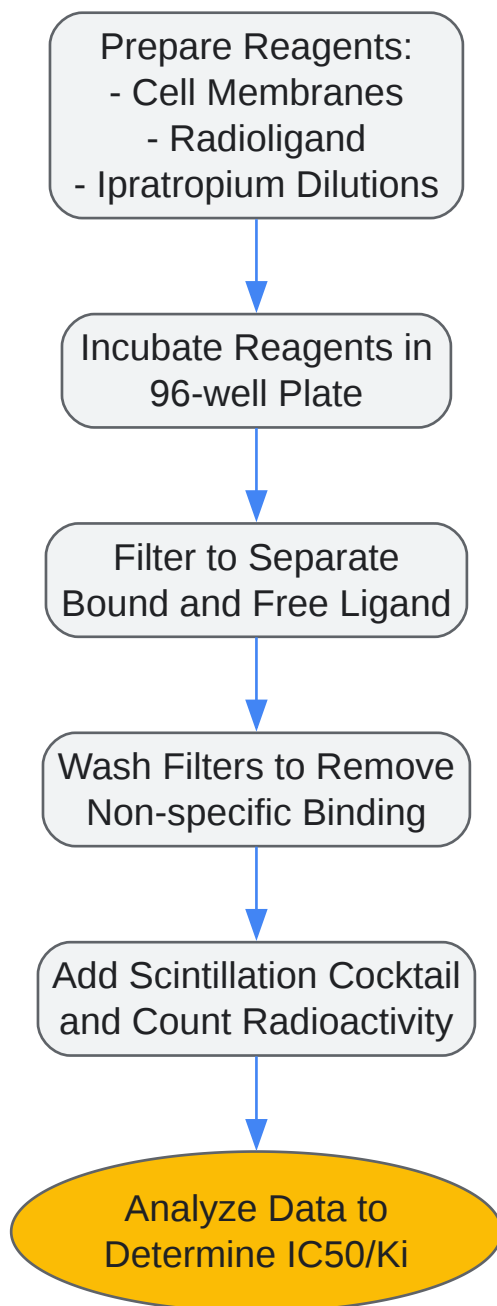 Prepare Reagents:
- Cell Membranes
- Radioligand
- Ipratropium Dilutions
Incubate Reagents in
96-well Plate
Filter to Separate
Bound and Free Ligand
Wash Filters to Remove
Non-specific Binding
Add Scintillation Cocktail
and Count Radioactivity
Analyze Data to
Determine IC50/Ki